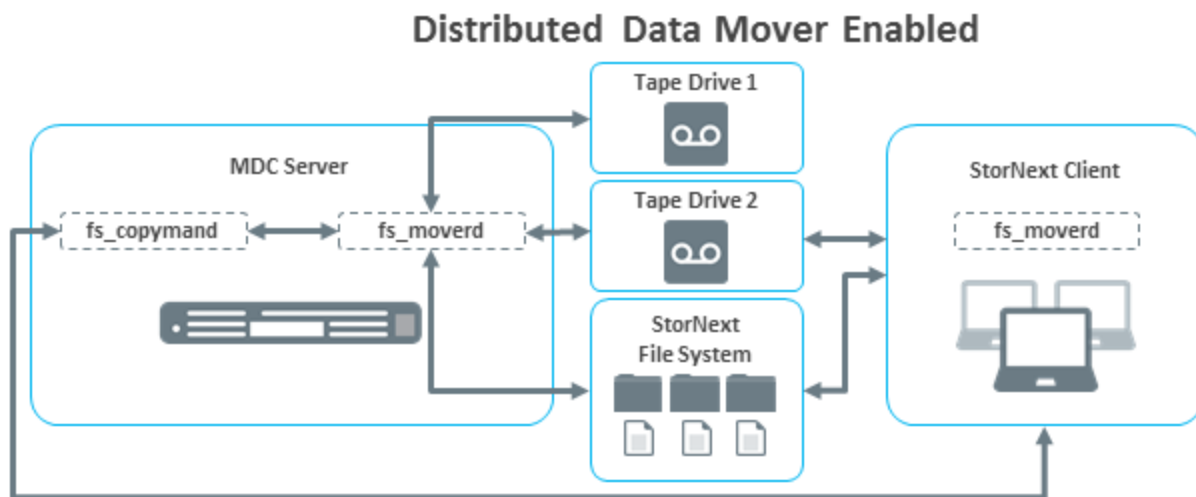 Distributed Data Mover Enabled
MDC Server
fs_copymand
fs_moverd
Tape Drive 1
Tape Drive 2
StorNext
File System
StorNext Client
fs_moverd